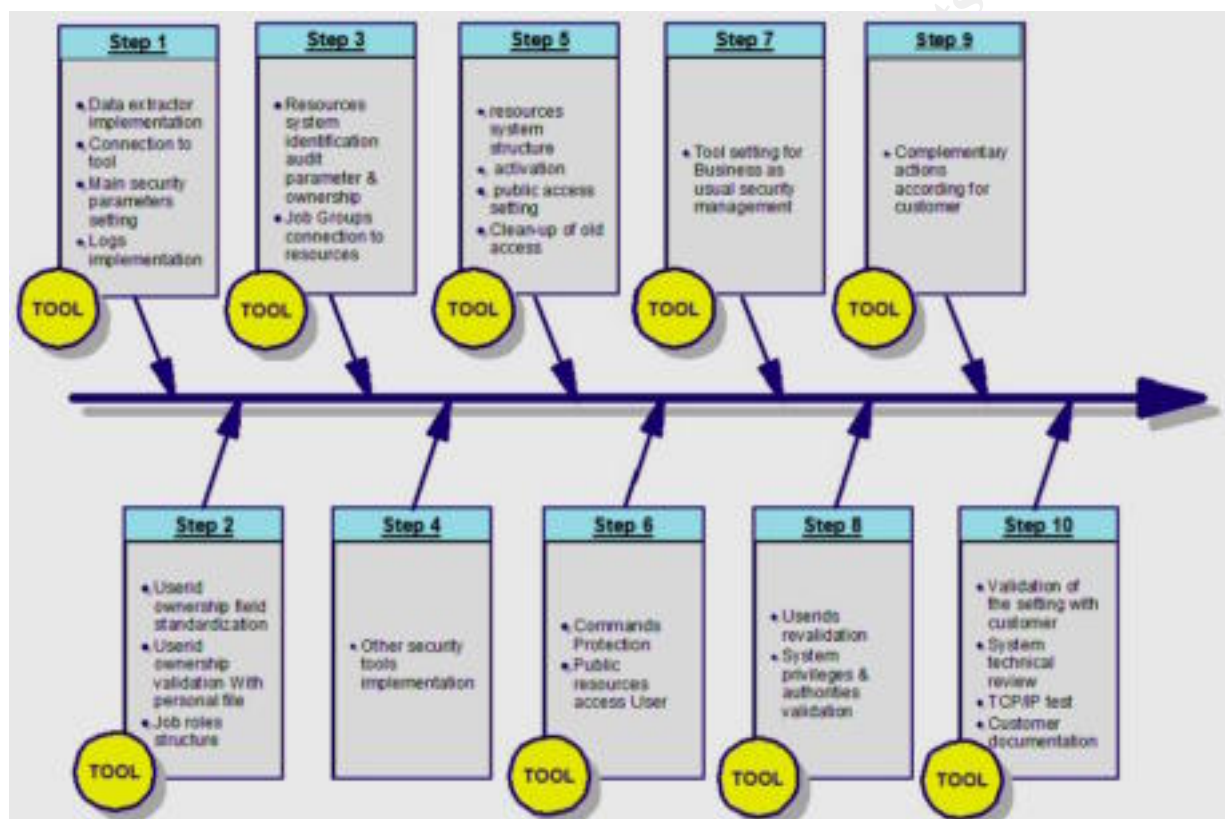 Step 1
Data extractor
implementation
Connection to
tool
Main security
parameters
setting
Logs
implementation
TOOL
Step 3
Resources
system
identification
audit
parameter &
ownership
Job Groups
connection to
resources
TOOL
Step 5
resources
system
structure
activation
public access
setting
Clean-up of old
access
TOOL
Step 7
Tool setting for
Business as
usual security
management
TOOL
Step 9
Complementary
actions
according for
customer
TOOL
Step 2
Userid
ownership field
standardization
Userid
ownership
validation With
personal file
Job roles
structure
TOOL
Step 4
Other security
tools
implementation
Step 6
Commands
Protection
Public
resources
access User
TOOL
Step 8
Userids
revalidation
System
privileges &
authorities
validation
TOOL
Step 10
Validation of
the setting with
customer
System
technical
review
TCP/IP test
Customer
documentation
TOOL